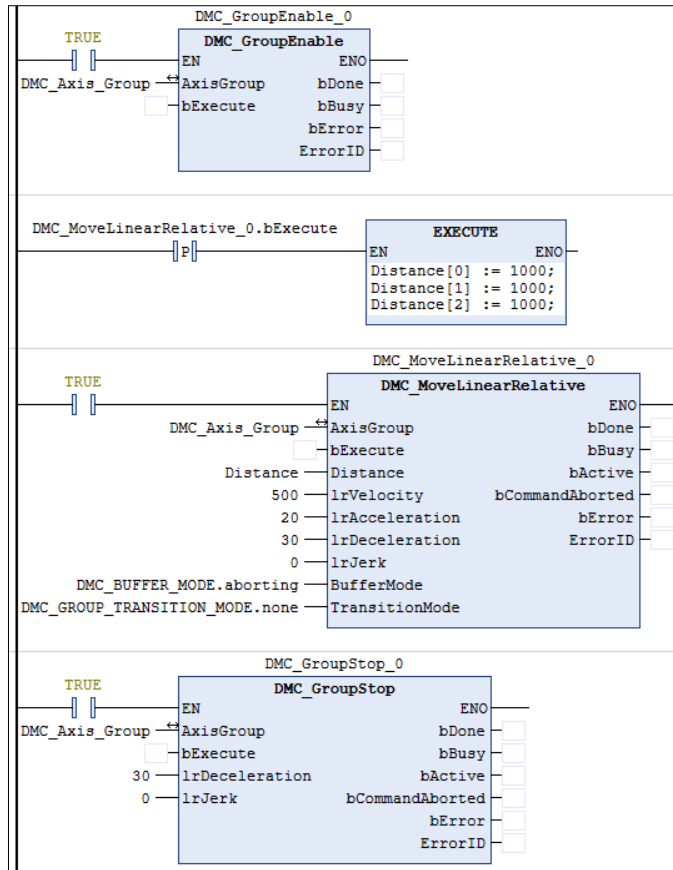 DMC_GroupEnable_0
TRUE
DMC_GroupEnable
EN ENO
DMC_Axis_Group AxisGroup bDone
bExecute bBusy
bError
ErrorID
DMC_MoveLinearRelative_0.bExecute
P
EXECUTE
EN ENO
Distance[0] := 1000;
Distance[1] := 1000;
Distance[2] := 1000;
DMC_MoveLinearRelative_0
TRUE
DMC_MoveLinearRelative
EN ENO
DMC_Axis_Group AxisGroup bDone
bExecute bBusy
Distance Distance bActive
500 lrVelocity bCommandAborted
20 lrAcceleration bError
30 lrDeceleration ErrorID
0 lrJerk
DMC_BUFFER_MODE.aborting BufferMode
DMC_GROUP_TRANSITION_MODE.none TransitionMode
DMC_GroupStop_0
TRUE
DMC_GroupStop
EN ENO
DMC_Axis_Group AxisGroup bDone
bExecute bBusy
30 lrDeceleration bActive
0 lrJerk bCommandAborted
bError
ErrorID